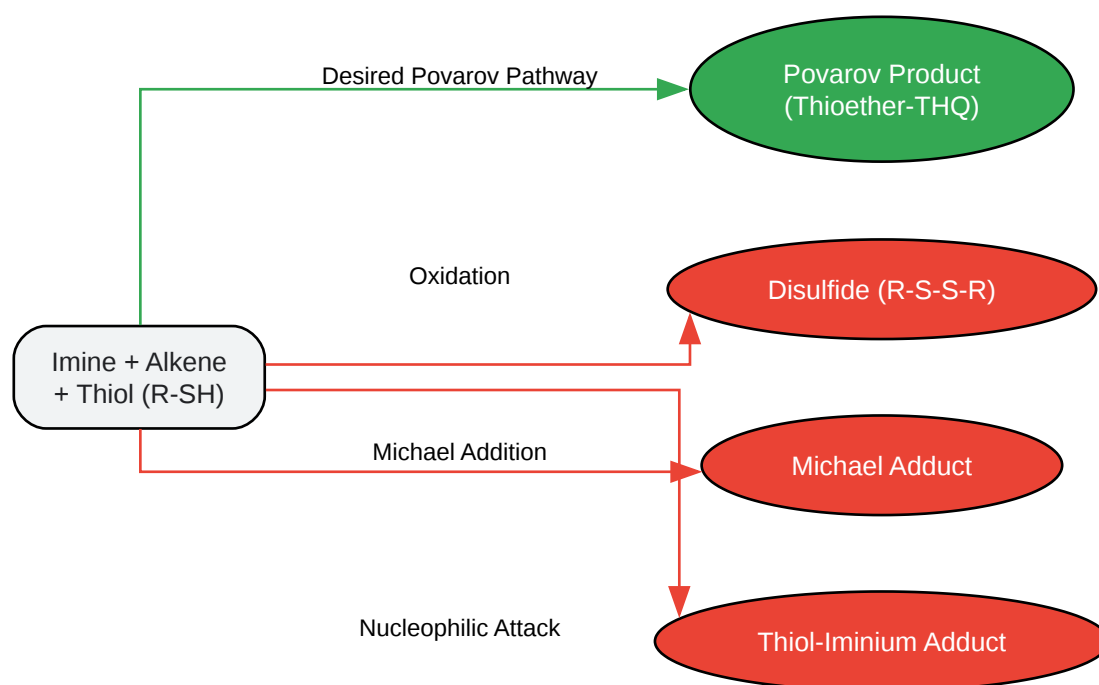 Desired Povarov Pathway
Povarov Product
(Thioether-THQ)
Oxidation
Disulfide (R-S-S-R)
Imine + Alkene
+ Thiol (R-SH)
Michael Addition
Michael Adduct
Nucleophilic Attack
Thiol-Iminium Adduct